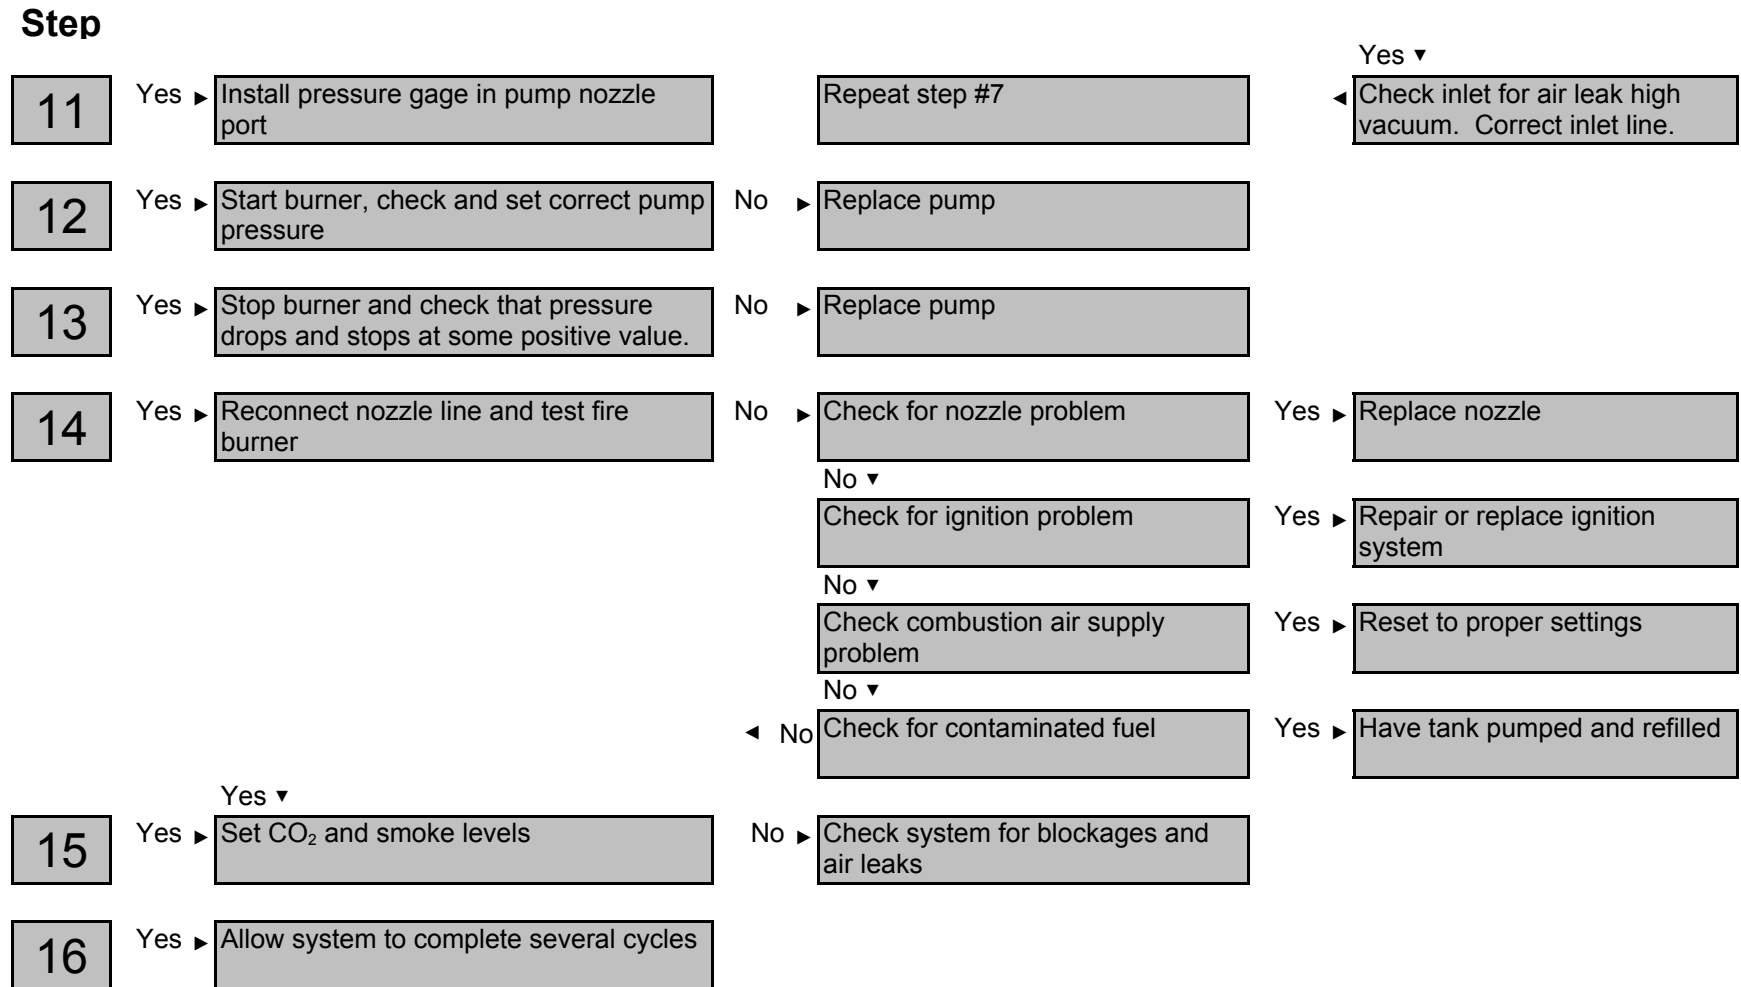 Step
Yes ▼
11
Yes ► Install pressure gage in pump nozzle
port
Repeat step #7
◄ Check inlet for air leak high
vacuum.  Correct inlet line.
12
Yes ► Start burner, check and set correct pump
pressure
No ► Replace pump
13
Yes ► Stop burner and check that pressure
drops and stops at some positive value.
No ► Replace pump
14
Yes ► Reconnect nozzle line and test fire
burner
No ► Check for nozzle problem
Yes ► Replace nozzle
No ▼
Check for ignition problem
Yes ► Repair or replace ignition
system
No ▼
Check combustion air supply
problem
Yes ► Reset to proper settings
No ▼
◄ No Check for contaminated fuel
Yes ► Have tank pumped and refilled
Yes ▼
15
Yes ► Set CO₂ and smoke levels
No ► Check system for blockages and
air leaks
16
Yes ► Allow system to complete several cycles